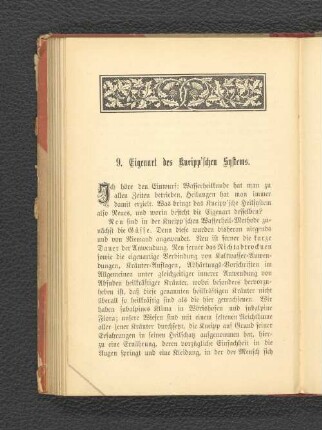 9. Eigenart des Kneipp'schen Systems.
Ich höre den Einwurf: Wasserheilkunde hat man zu
allen Zeiten betrieben, Heilungen hat man immer
damit erzielt. Was bringt das Kneipp'sche Heilsystem
also Neues, und worin besteht die Eigenart desselben?
Neu sind in der Kneipp'schen Wasserheil-Methode zu-
nächst die Güsse. Denn diese wurden bisheran nirgends
und von Niemand angewendet. Neu ist ferner die kurze
Dauer der Anwendung. Neu ferner das Nichtabtrocknen
sowie die eigenartige Verbindung von Kaltwasser-Anwen-
dungen, Kräuter-Auflagen, Abhärtungs-Vorschriften im
Allgemeinen unter gleichzeitiger innerer Anwendung von
Absuden heilkräftiger Kräuter, wobei besonders hervorzu-
heben ist, daß diese genannten heilkräftigen Kräuter nicht
überall so heilkräftig sind als die hier gewachsenen. Wir
haben subalpines Klima in Wörishofen und subalpine
Flora; unsere Wiesen sind mit einem seltenen Reichthume
aller jener Kräuter durchsetzt, die Kneipp auf Grund seiner
Erfahrungen in seinen Heilschatz aufgenommen hat, hier-
zu eine Ernährung, deren vorzügliche Einfachheit in die
Augen springt und eine Kleidung, in der der Mensch sich